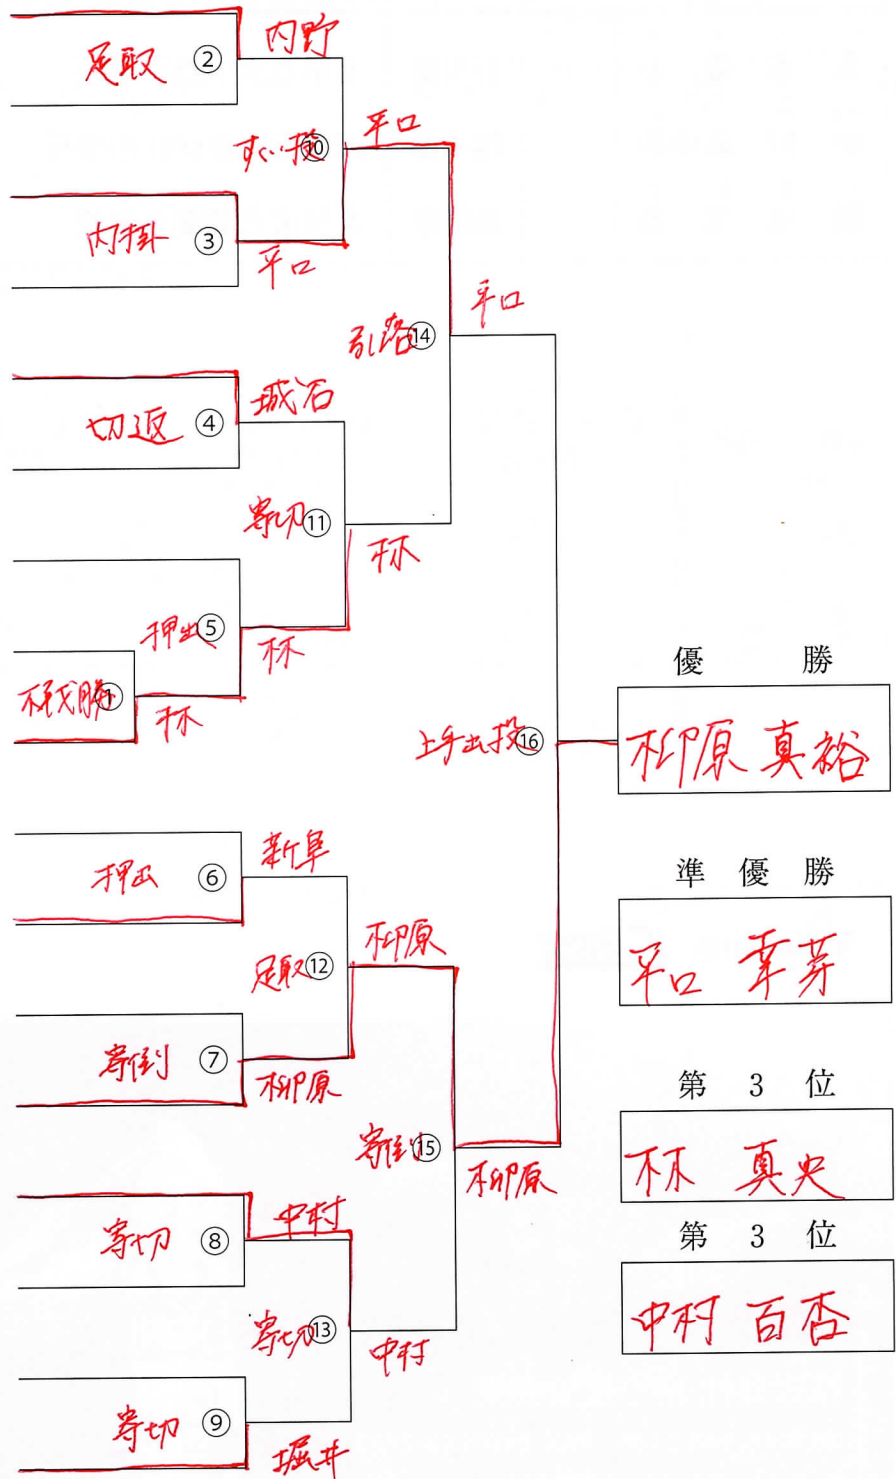 内野
足取 ②
平口
すくい投 ⑩
内掛 ③
平口
平口
引落 ⑭
城石
切返 ④
寄切 ⑪
林
押出 ⑤
林
優勝
不戦勝 ①
林
上手出投 ⑯
柳原 真裕
新阜
押出 ⑥
準優勝
柳原
足取 ⑫
平口 幸芽
寄倒 ⑦
柳原
第3位
寄倒 ⑮
林 真央
柳原
中村
寄切 ⑧
第3位
寄切 ⑬
中村 百杏
中村
寄切 ⑨
堀井